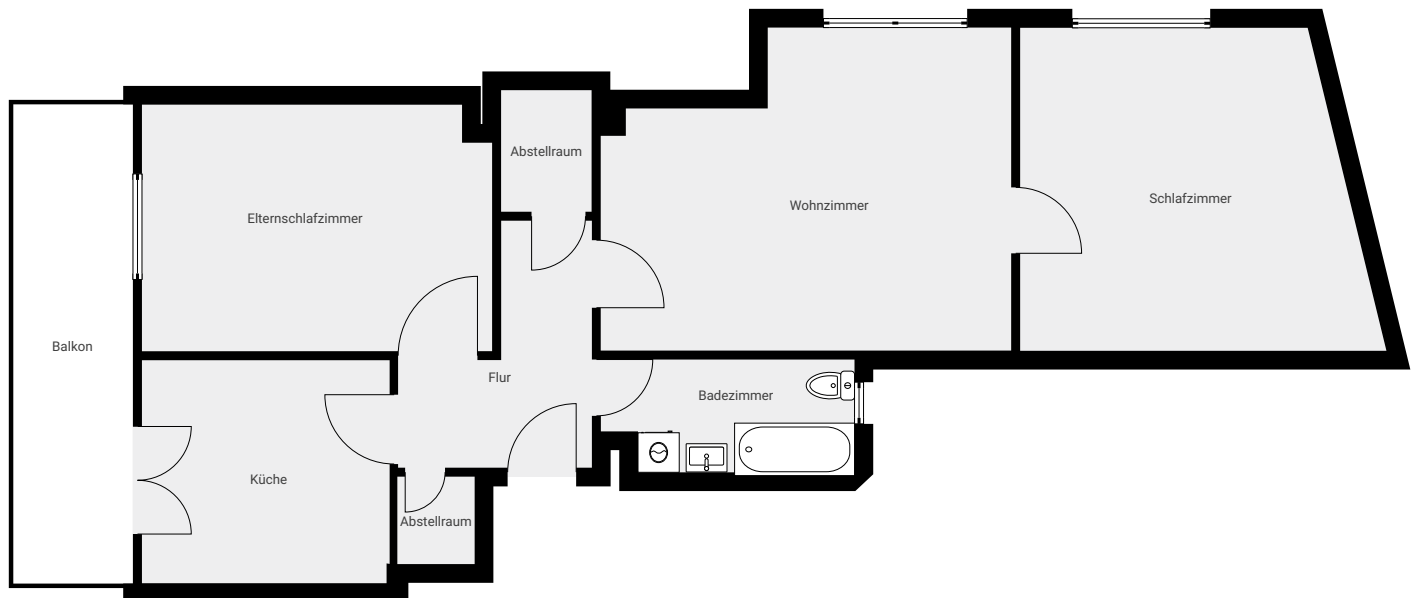 Abstellraum
Elternschlafzimmer
Wohnzimmer
Schlafzimmer
Balkon
Flur
Badezimmer
Küche
Abstellraum